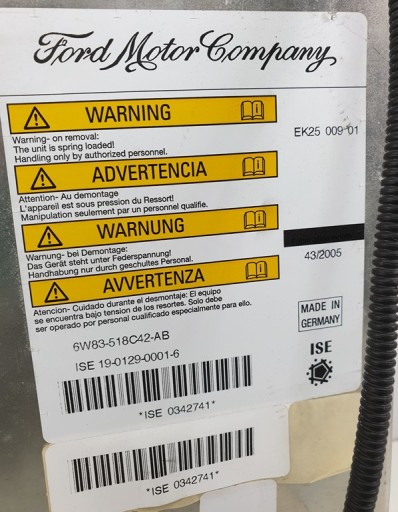 Ford Motor Company
WARNING
EK25 009 01
Warning- on removal:
The unit is spring loaded!
Handling only by authorized personnel.
ADVERTENCIA
Attention- Au demontage
L'apareil est sous pression du Ressort!
Manipulation seulement par un personnel qualifie.
WARNUNG
Warnung- bei Demontage:
Das Gerät steht unter Federspannung!
Handhabung nur durch geschultes Personal.
43/2005
AVVERTENZA
Atencion- Cuidado durante el desmontaje: El equipo
se encuentra bajo tension de los resortes. Solo debe
ser operado por personal cualificado especialmente para ello.
MADE IN
GERMANY
6W83-518C42-AB
ISE 19-0129-0001-6
ISE
*ISE 0342741*
*ISE 0342741*